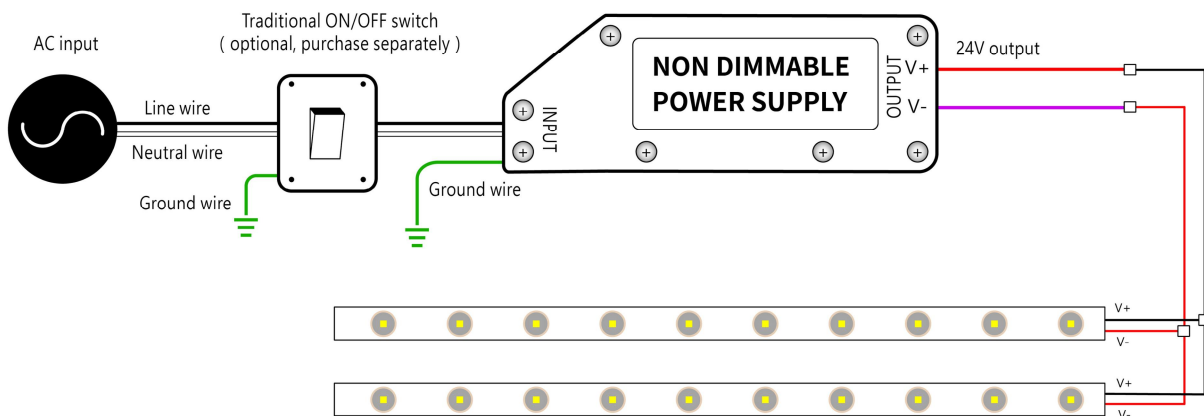 AC input
Traditional ON/OFF switch
( optional, purchase separately )
Line wire
Neutral wire
Ground wire
Ground wire
INPUT
NON DIMMABLE
POWER SUPPLY
OUTPUT
V+
V-
24V output
V+
V-
V+
V-